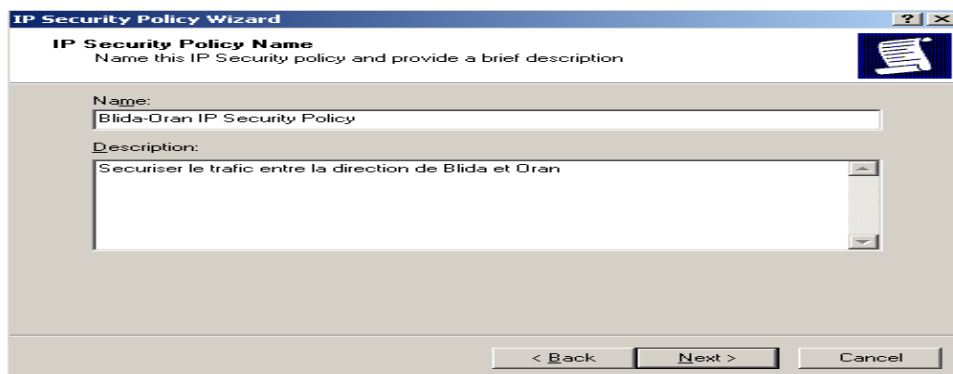 IP Security Policy Wizard
IP Security Policy Name
Name this IP Security policy and provide a brief description
Name:
Blida-Oran IP Security Policy
Description:
Securiser le trafic entre la direction de Blida et Oran
< Back
Next >
Cancel